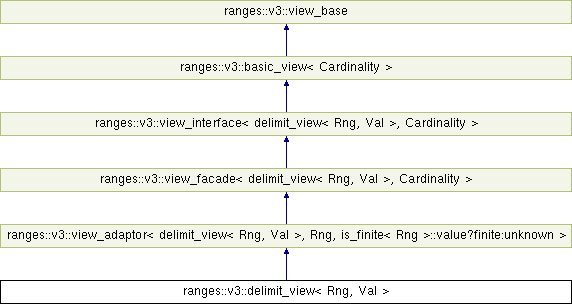 ranges::v3::view_base
ranges::v3::basic_view< Cardinality >
ranges::v3::view_interface< delimit_view< Rng, Val >, Cardinality >
ranges::v3::view_facade< delimit_view< Rng, Val >, Cardinality >
ranges::v3::view_adaptor< delimit_view< Rng, Val >, Rng, is_finite< Rng >::value?finite:unknown >
ranges::v3::delimit_view< Rng, Val >